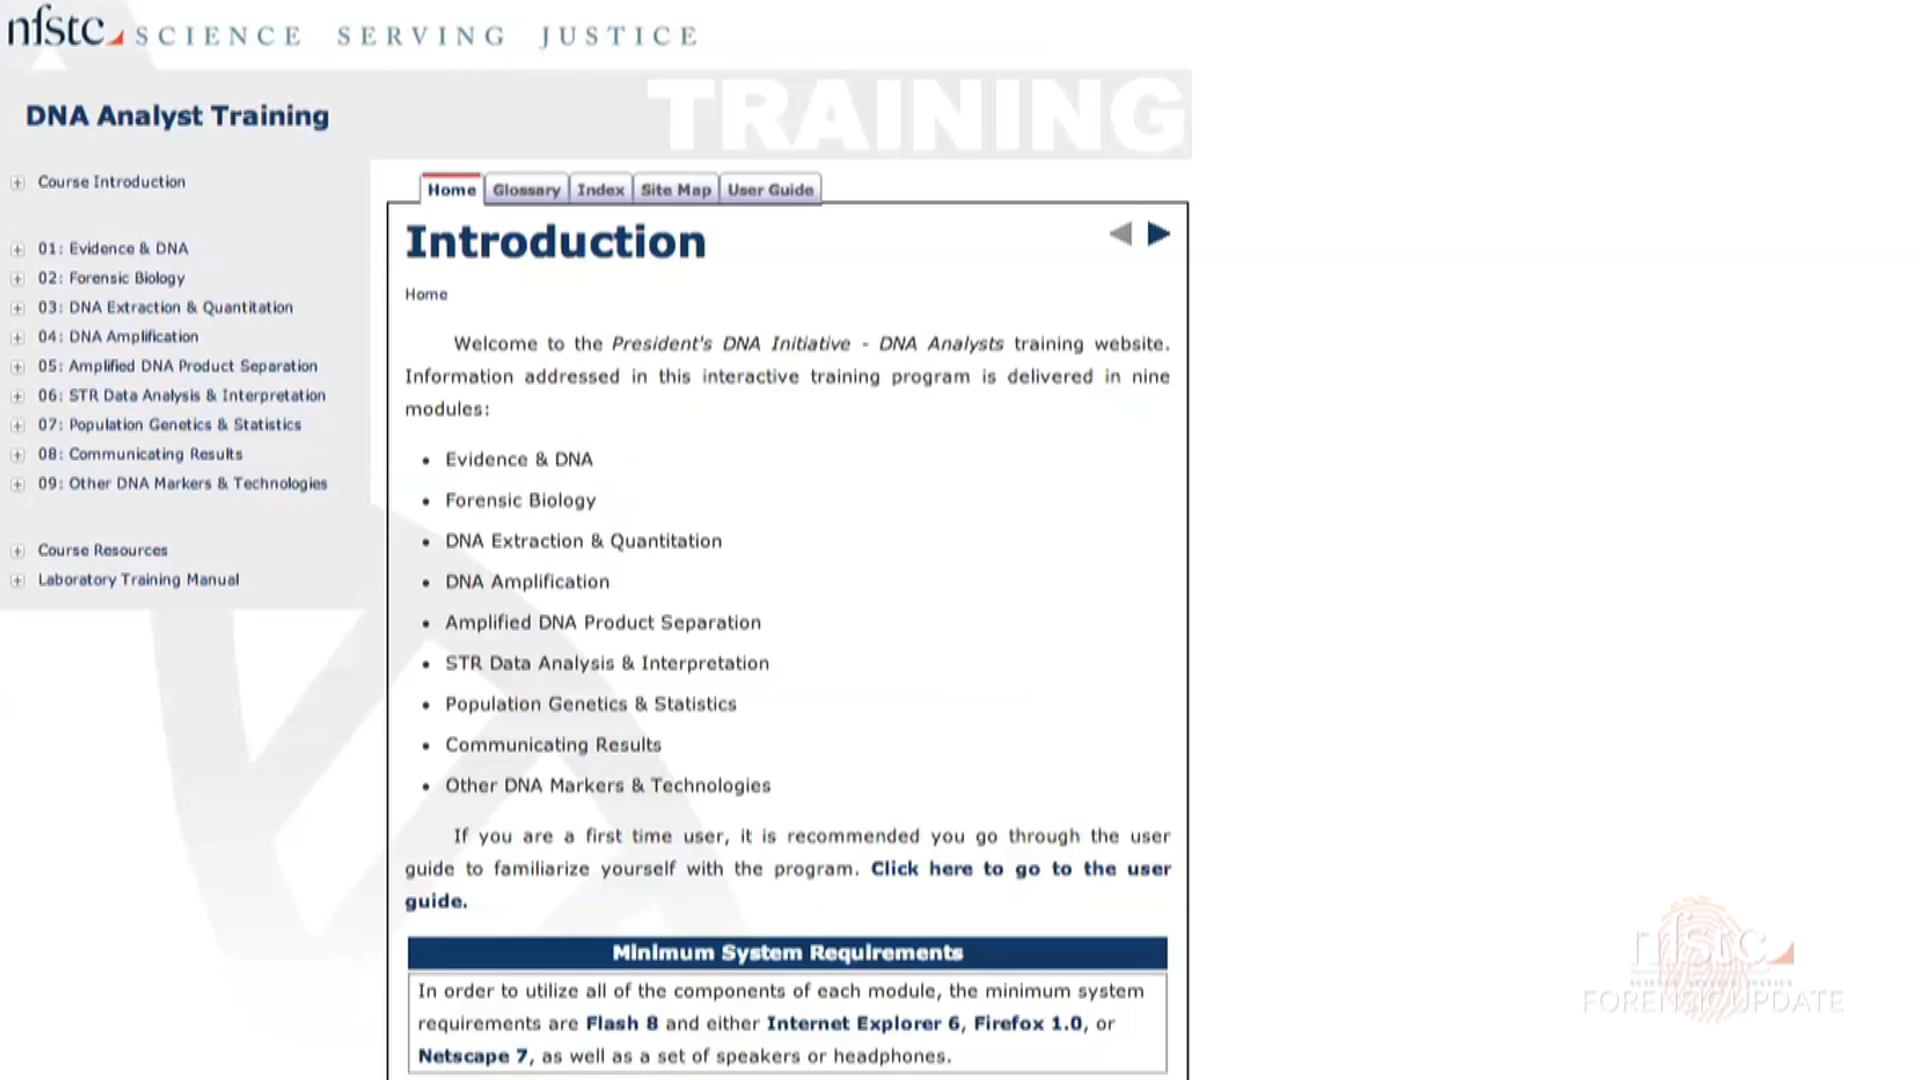 nfstc SCIENCE SERVING JUSTICE
TRAINING
DNA Analyst Training
Course Introduction
01: Evidence & DNA
02: Forensic Biology
03: DNA Extraction & Quantitation
04: DNA Amplification
05: Amplified DNA Product Separation
06: STR Data Analysis & Interpretation
07: Population Genetics & Statistics
08: Communicating Results
09: Other DNA Markers & Technologies
Course Resources
Laboratory Training Manual
Home Glossary Index Site Map User Guide
Introduction
Home
Welcome to the President's DNA Initiative - DNA Analysts training website.
Information addressed in this interactive training program is delivered in nine
modules:
• Evidence & DNA
• Forensic Biology
• DNA Extraction & Quantitation
• DNA Amplification
• Amplified DNA Product Separation
• STR Data Analysis & Interpretation
• Population Genetics & Statistics
• Communicating Results
• Other DNA Markers & Technologies
If you are a first time user, it is recommended you go through the user
guide to familiarize yourself with the program. Click here to go to the user
guide.
Minimum System Requirements
In order to utilize all of the components of each module, the minimum system
requirements are Flash 8 and either Internet Explorer 6, Firefox 1.0, or
Netscape 7, as well as a set of speakers or headphones.
nfstc
SCIENCE SERVING JUSTICE
FORENSIC UPDATE